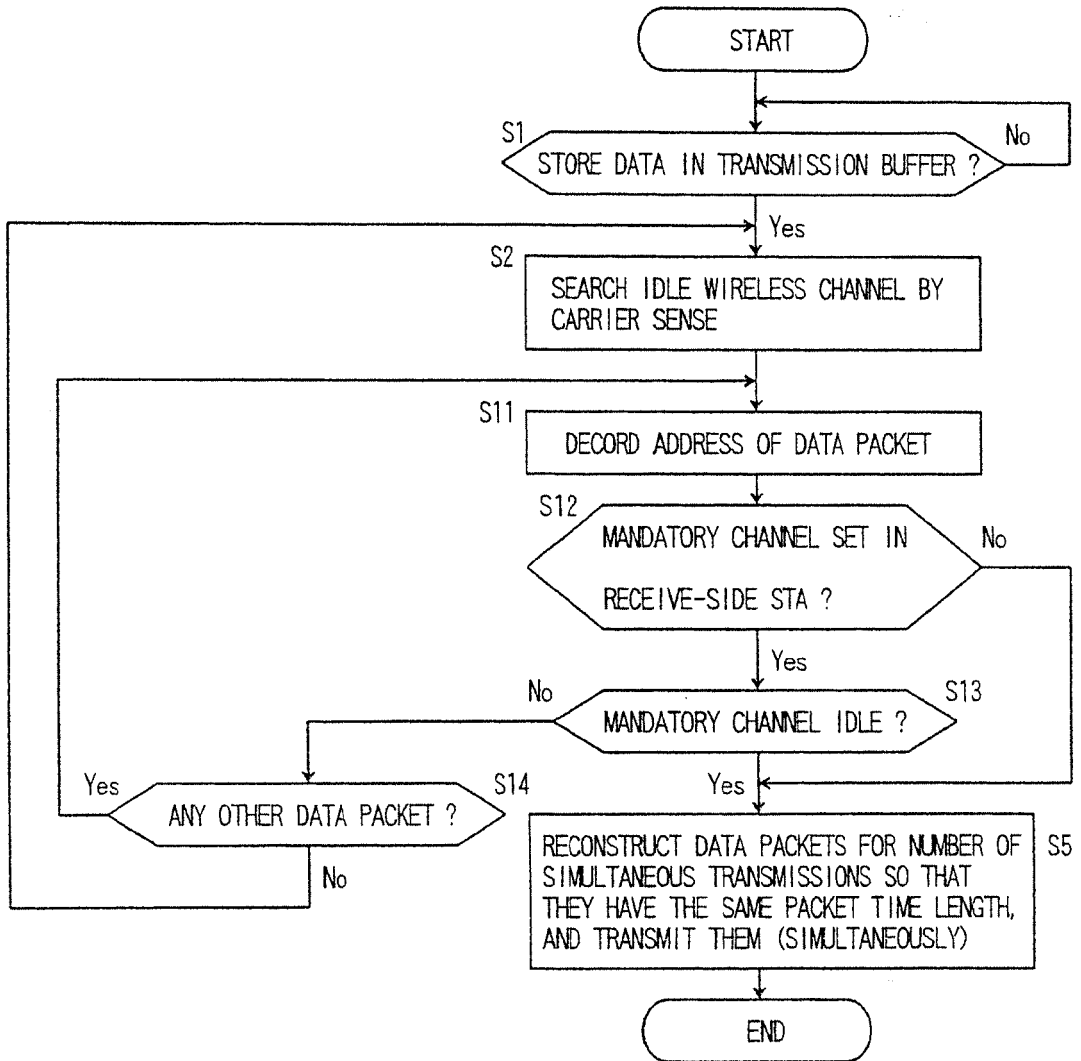 START
S1
No
STORE DATA IN TRANSMISSION BUFFER ?
Yes
S2
SEARCH IDLE WIRELESS CHANNEL BY
CARRIER SENSE
S11
DECORD ADDRESS OF DATA PACKET
S12
MANDATORY CHANNEL SET IN
RECEIVE-SIDE STA ?
No
Yes
No
S13
MANDATORY CHANNEL IDLE ?
Yes
Yes
S14
ANY OTHER DATA PACKET ?
No
RECONSTRUCT DATA PACKETS FOR NUMBER OF
SIMULTANEOUS TRANSMISSIONS SO THAT
THEY HAVE THE SAME PACKET TIME LENGTH,
AND TRANSMIT THEM (SIMULTANEOUSLY)
S5
END